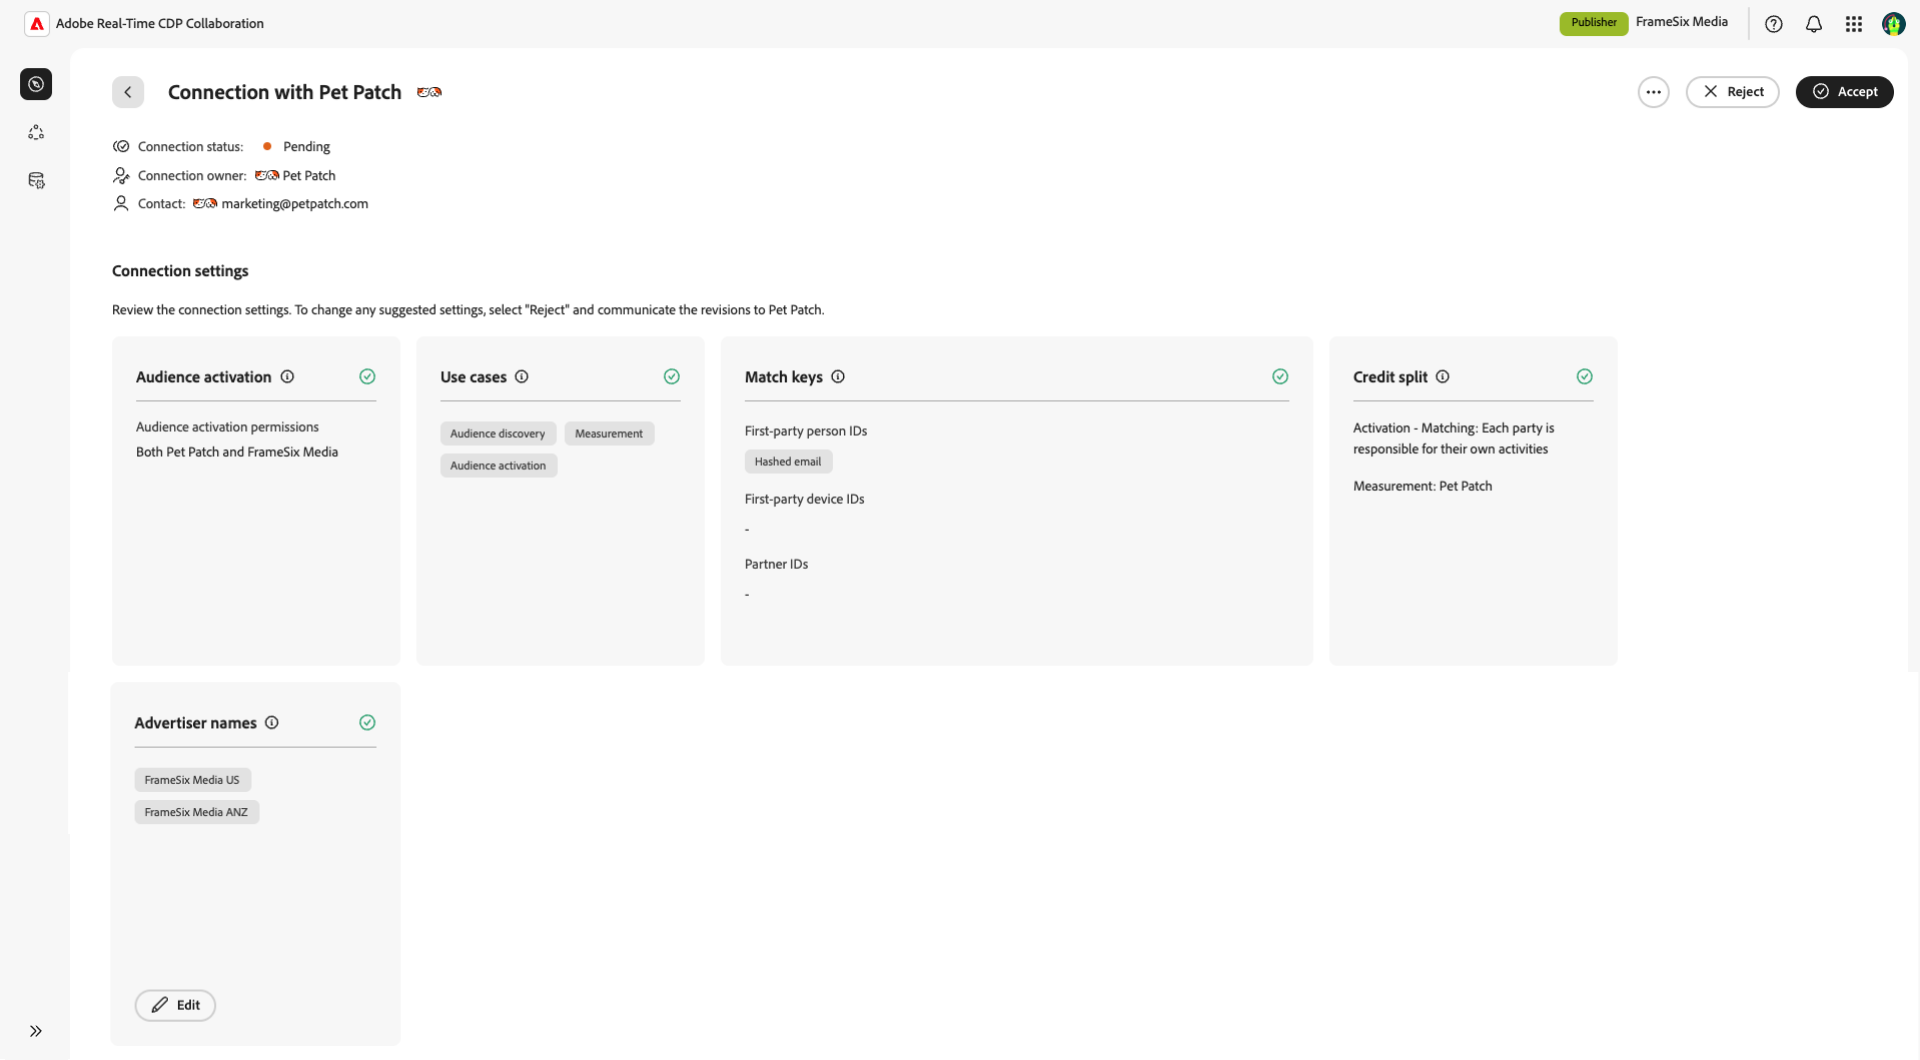 Adobe Real-Time CDP Collaboration
Publisher
FrameSix Media
Connection with Pet Patch
Reject
Accept
Connection status: Pending
Connection owner: Pet Patch
Contact: marketing@petpatch.com
Connection settings
Review the connection settings. To change any suggested settings, select "Reject" and communicate the revisions to Pet Patch.
Audience activation
Audience activation permissions
Both Pet Patch and FrameSix Media
Use cases
Audience discovery
Measurement
Audience activation
Match keys
First-party person IDs
Hashed email
First-party device IDs
-
Partner IDs
-
Credit split
Activation - Matching: Each party is
responsible for their own activities
Measurement: Pet Patch
Advertiser names
FrameSix Media US
FrameSix Media ANZ
Edit